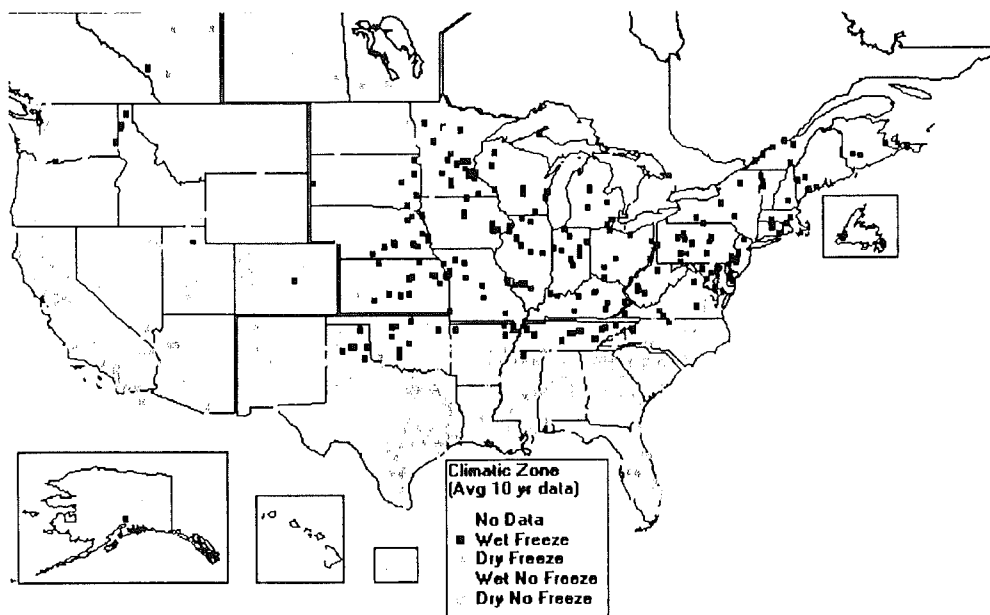 Climatic Zone
(Avg 10 yr data)
No Data
Wet Freeze
Dry Freeze
Wet No Freeze
Dry No Freeze